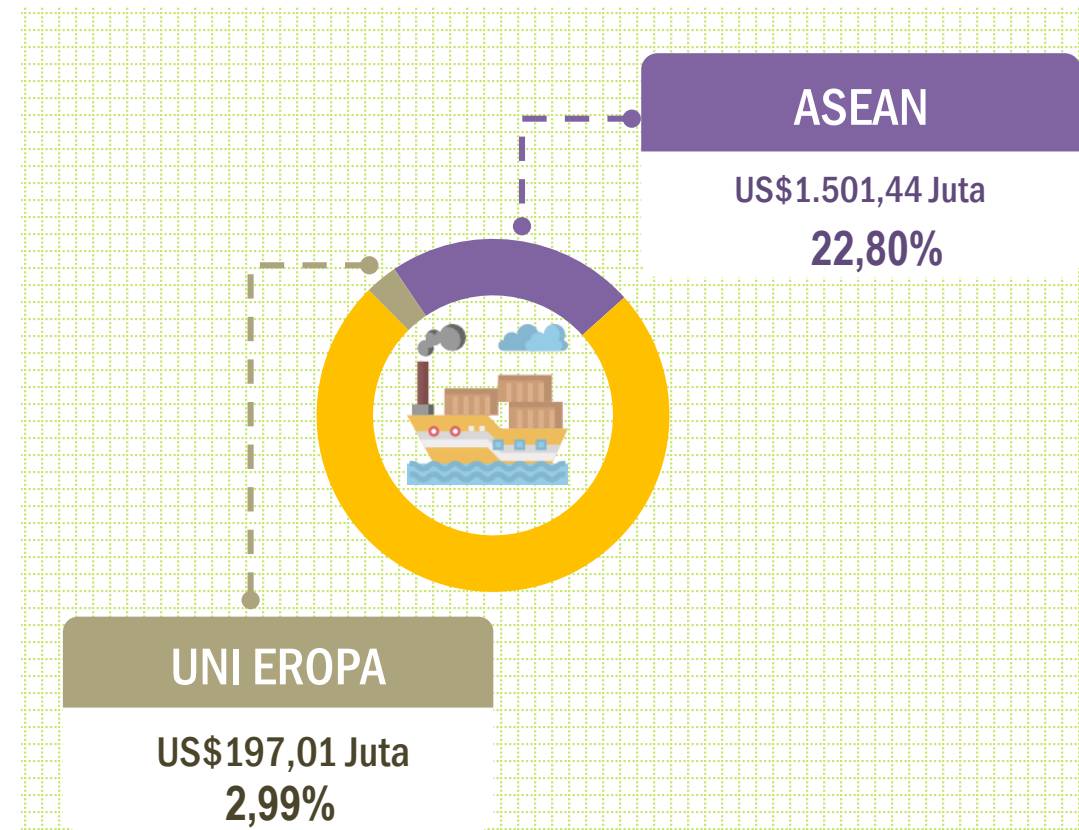 ASEAN
US$1.501,44 Juta
22,80%
UNI EROPA
US$197,01 Juta
2,99%